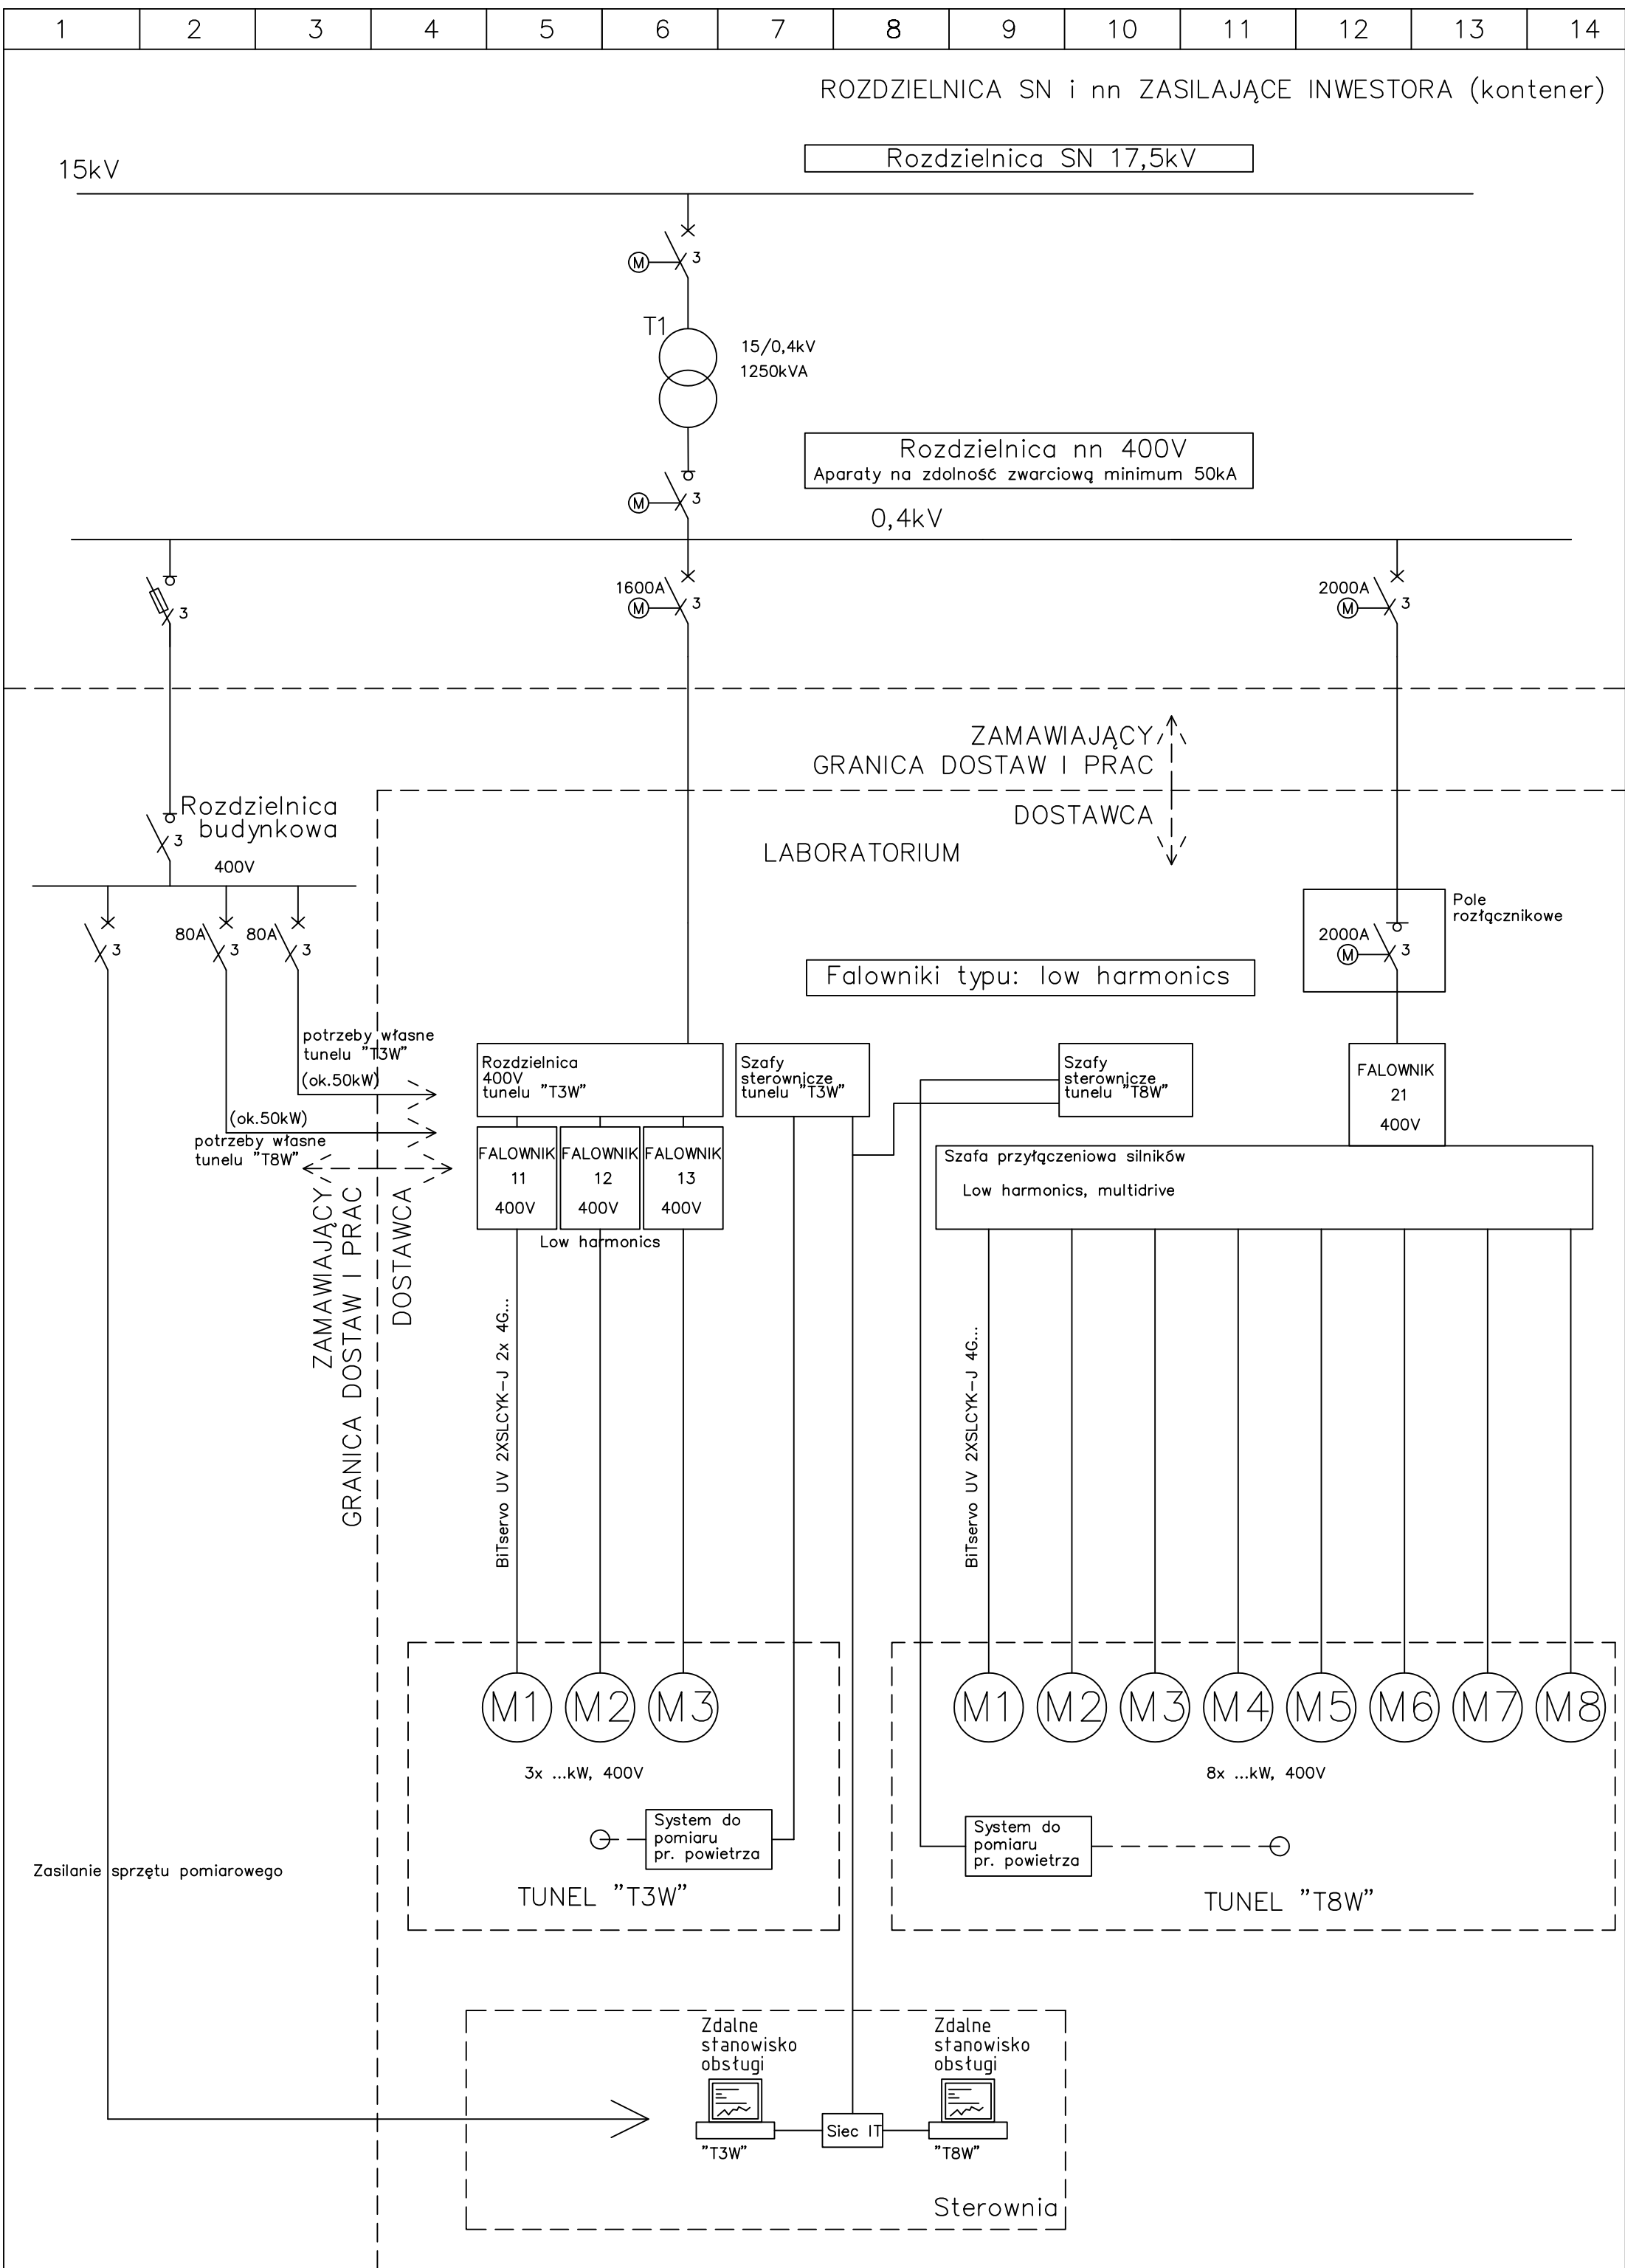 1 2 3 4 5 6 7 8 9 10 11 12 13 14
ROZDZIELNICA SN i nn ZASILAJĄCE INWESTORA (kontener)
Rozdzielnica SN 17,5kV
15kV
3
M
T1
15/0,4kV
1250kVA
Rozdzielnica nn 400V
Aparaty na zdolność zwarciową minimum 50kA
3
M
0,4kV
3
1600A
M
3
2000A
M
3
ZAMAWIAJĄCY
GRANICA DOSTAW I PRAC
DOSTAWCA
LABORATORIUM
Rozdzielnica
budynkowa
3
400V
3
80A
3
80A
3
Pole
rozłącznikowe
2000A
M
3
Falowniki typu: low harmonics
potrzeby własne
tunelu "T3W"
(ok.50kW)
(ok.50kW)
potrzeby własne
tunelu "T8W"
ZAMAWIAJĄCY
GRANICA DOSTAW I PRAC
DOSTAWCA
Rozdzielnica
400V
tunelu "T3W"
Szafy
sterownicze
tunelu "T3W"
Szafy
sterownicze
tunelu "T8W"
FALOWNIK
21
400V
FALOWNIK
11
400V
FALOWNIK
12
400V
FALOWNIK
13
400V
Low harmonics
Szafa przyłączeniowa silników
Low harmonics, multidrive
BiTservo UV 2XSLCYK-J 2x 4G...
BiTservo UV 2XSLCYK-J 4G...
M1 M2 M3
3x ...kW, 400V
System do
pomiaru
pr. powietrza
TUNEL "T3W"
M1 M2 M3 M4 M5 M6 M7 M8
8x ...kW, 400V
System do
pomiaru
pr. powietrza
TUNEL "T8W"
Zasilanie sprzętu pomiarowego
Zdalne
stanowisko
obsługi
"T3W"
Siec IT
Zdalne
stanowisko
obsługi
"T8W"
Sterownia